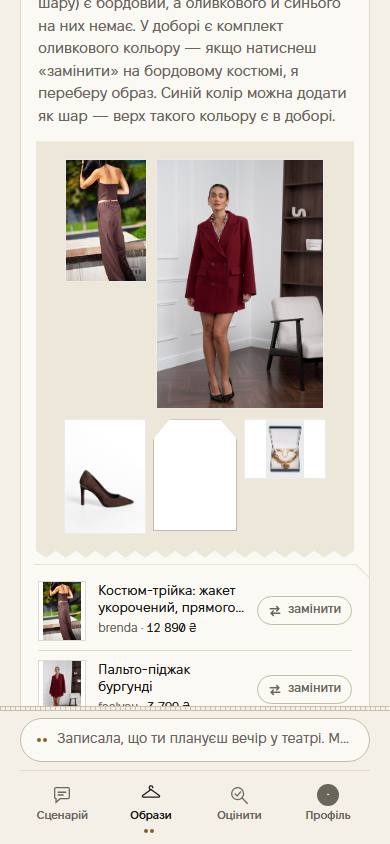 шару) є бордовий, а оливкового й синього
на них немає. У доборі є комплект
оливкового кольору — якщо натиснеш
«замінити» на бордовому костюмі, я
переберу образ. Синій колір можна додати
як шар — верх такого кольору є в доборі.
Костюм-трійка: жакет
укорочений, прямого...
brenda · 12 890 ₴
замінити
Пальто-піджак
бургунді
3 790 ₴
замінити
Записала, що ти плануєш вечір у театрі. М...
Сценарій
Образи
Оцінити
Профіль